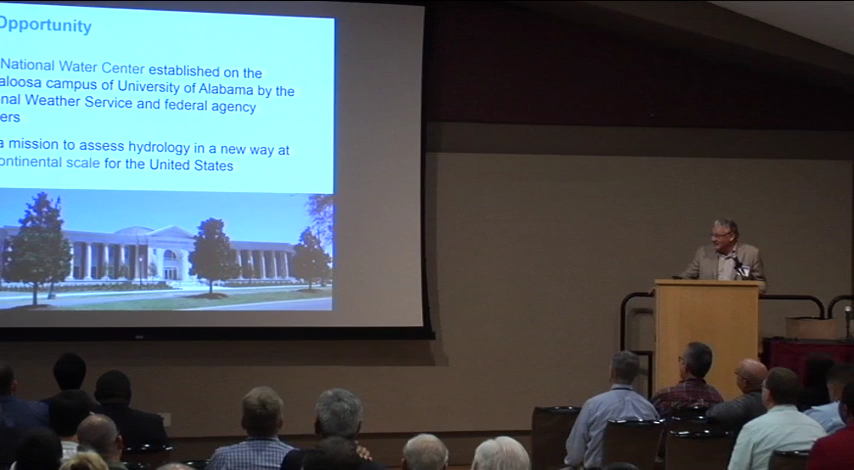 Opportunity
National Water Center established on the
aloosa campus of University of Alabama by the
nal Weather Service and federal agency
ers
a mission to assess hydrology in a new way at
ontinental scale for the United States